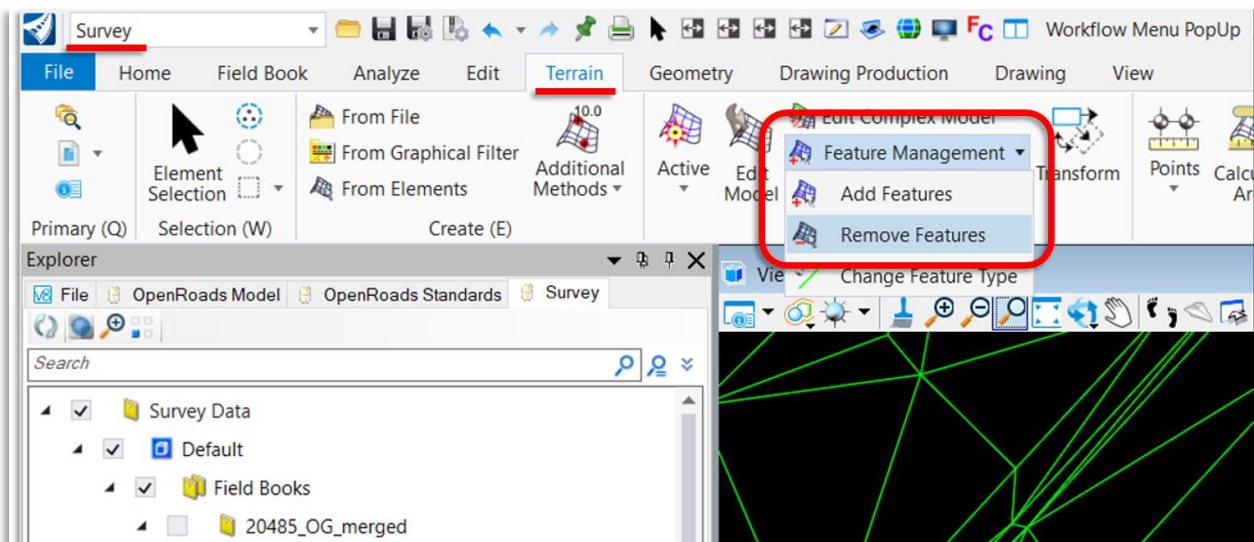 Survey
FC
Workflow Menu PopUp
File Home Field Book Analyze Edit Terrain Geometry Drawing Production Drawing View
From File
From Graphical Filter
From Elements
Element
Selection
10.0
Additional
Methods
Active
Edit
Model
Edit Complex Model
Feature Management
Add Features
Remove Features
Change Feature Type
Transform
Points
Primary (Q) Selection (W) Create (E)
Explorer
V8 File OpenRoads Model OpenRoads Standards Survey
Search
Survey Data
Default
Field Books
20485_OG_merged